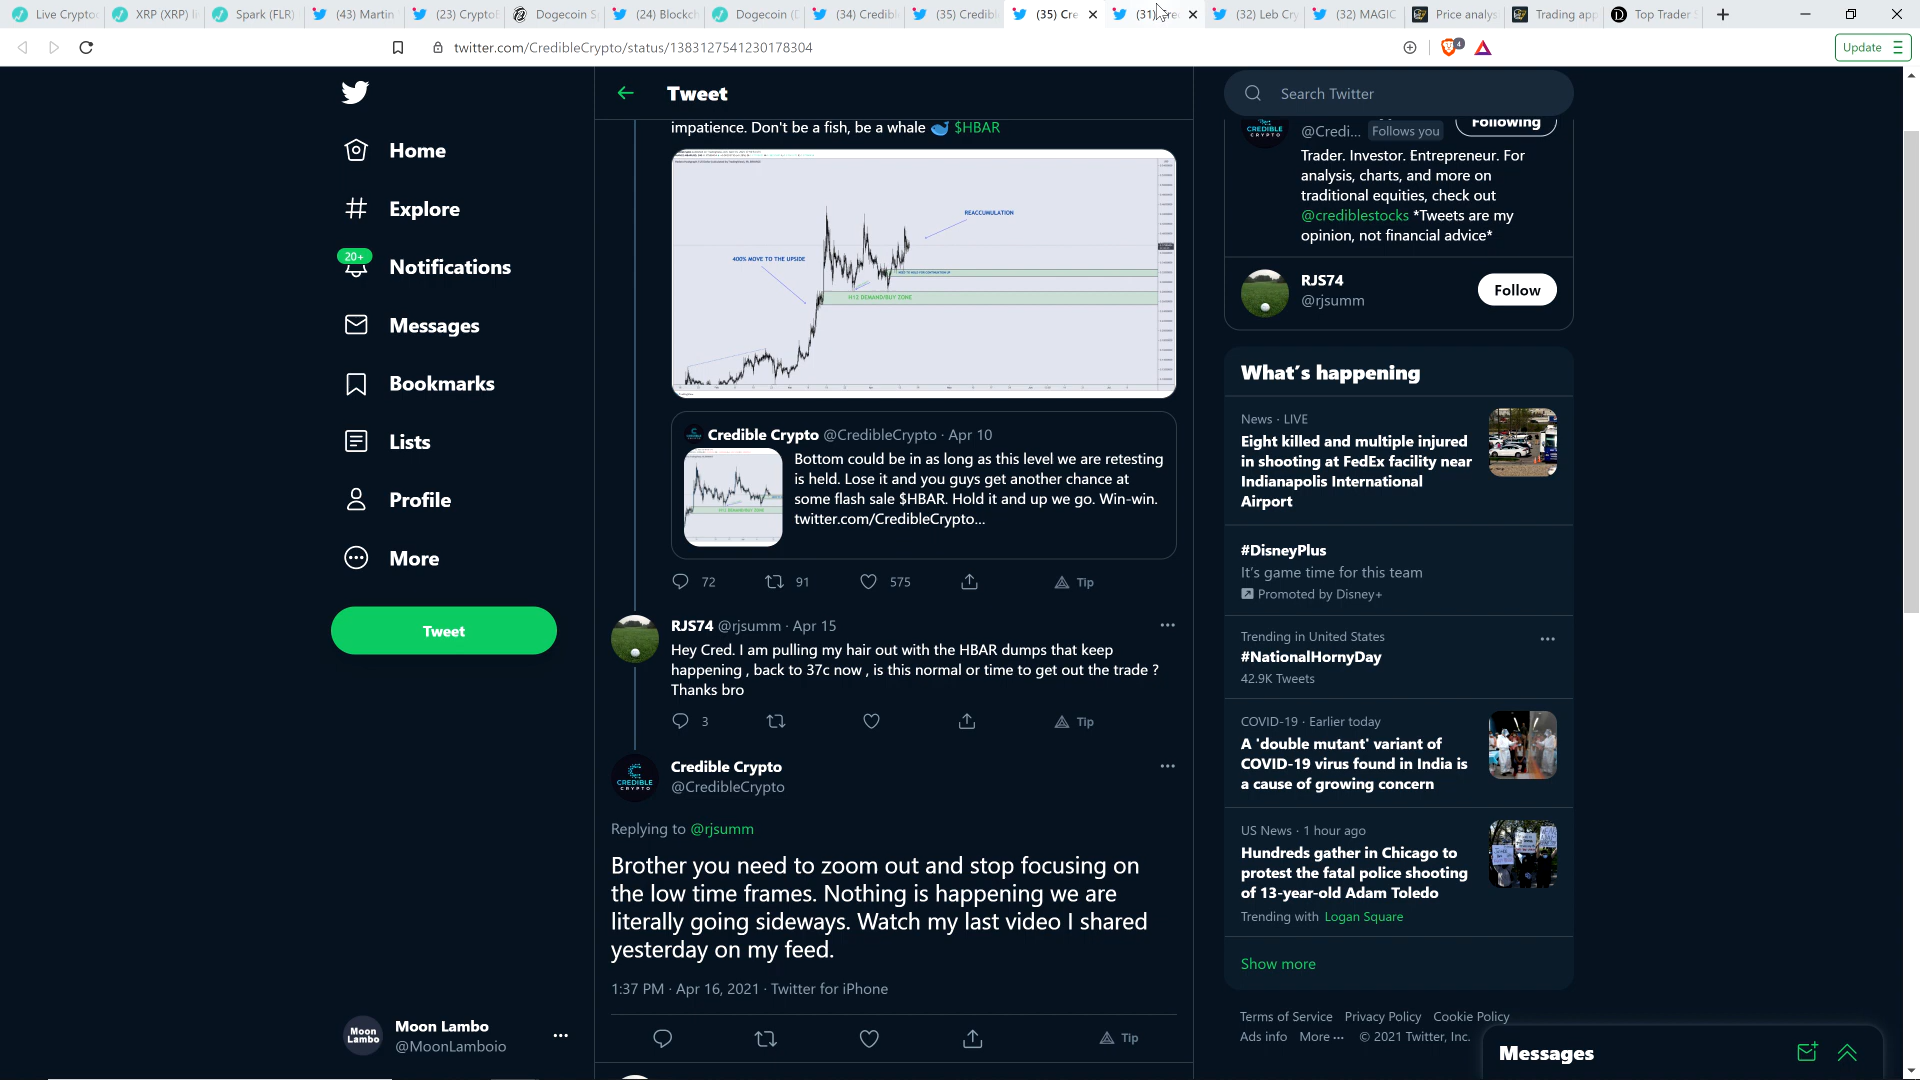 Live Crypto
XRP (XRP) li
Spark (FLR)
(43) Martin
(23) Crypto
Dogecoin S
(24) Blockch
Dogecoin (D
(34) Credibl
(35) Credibl
(35) Cre
(31)
(32) Leb Cry
(32) MAGIC
Price analys
Trading app
Top Trader
twitter.com/CredibleCrypto/status/1383127541230178304
4
Update
Home
Explore
20+
Notifications
Messages
Bookmarks
Lists
Profile
More
Tweet
Moon
Lambo
Moon Lambo
@MoonLamboio
Tweet
impatience. Don't be a fish, be a whale 🐋 $HBAR
REACCUMULATION
400% MOVE TO THE UPSIDE
H12 DEMAND/BUY ZONE
Credible Crypto @CredibleCrypto · Apr 10
Bottom could be in as long as this level we are retesting
is held. Lose it and you guys get another chance at
some flash sale $HBAR. Hold it and up we go. Win-win.
twitter.com/CredibleCrypto...
H12 DEMAND/BUY ZONE
72 91 575 Tip
RJS74 @rjsumm · Apr 15
Hey Cred. I am pulling my hair out with the HBAR dumps that keep
happening , back to 37c now , is this normal or time to get out the trade ?
Thanks bro
3 Tip
CREDIBLE
CRYPTO
Credible Crypto
@CredibleCrypto
Replying to @rjsumm
Brother you need to zoom out and stop focusing on
the low time frames. Nothing is happening we are
literally going sideways. Watch my last video I shared
yesterday on my feed.
1:37 PM · Apr 16, 2021 · Twitter for iPhone
Tip
Search Twitter
CREDIBLE
@Credi... Follows you
Following
Trader. Investor. Entrepreneur. For
analysis, charts, and more on
traditional equities, check out
@crediblestocks *Tweets are my
opinion, not financial advice*
RJS74
@rjsumm
Follow
What's happening
News · LIVE
Eight killed and multiple injured
in shooting at FedEx facility near
Indianapolis International
Airport
#DisneyPlus
It's game time for this team
Promoted by Disney+
Trending in United States
#NationalHornyDay
42.9K Tweets
COVID-19 · Earlier today
A 'double mutant' variant of
COVID-19 virus found in India is
a cause of growing concern
US News · 1 hour ago
Hundreds gather in Chicago to
protest the fatal police shooting
of 13-year-old Adam Toledo
Trending with Logan Square
Show more
Terms of Service Privacy Policy Cookie Policy
Ads info More ··· © 2021 Twitter, Inc.
Messages